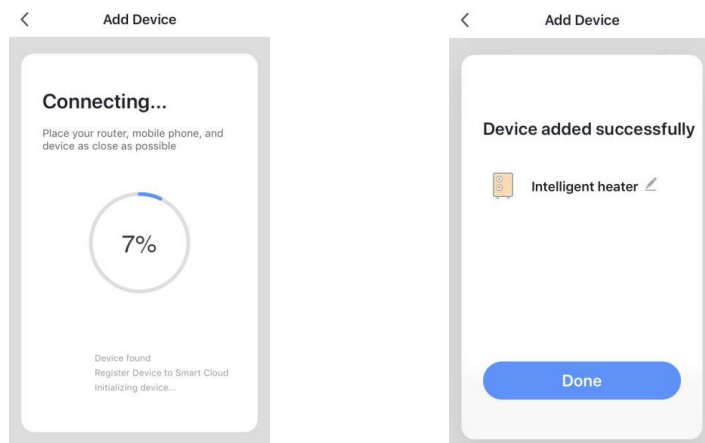 Add Device
Connecting...
Place your router, mobile phone, and
device as close as possible
7%
Device found
Register Device to Smart Cloud
Initializing device...
Add Device
Device added successfully
Intelligent heater
Done